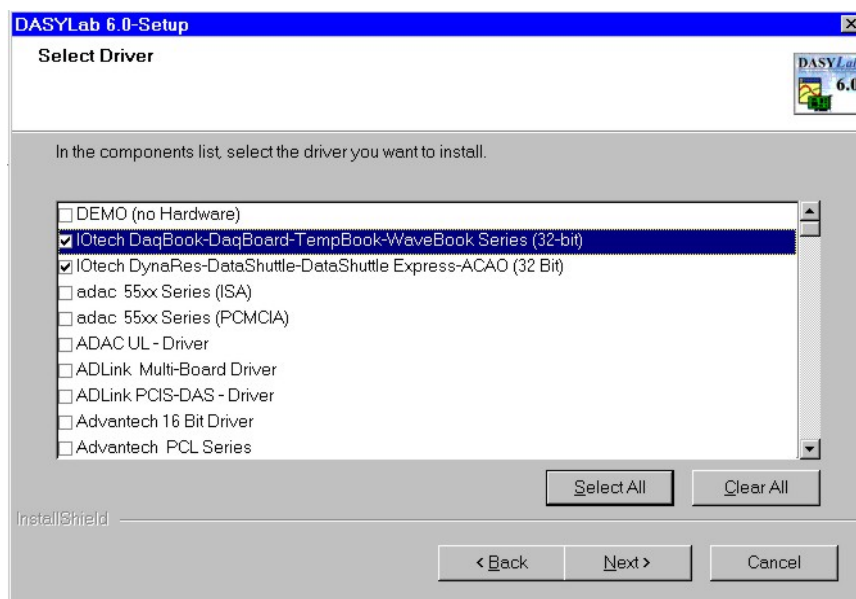 DASYLab 6.0-Setup
Select Driver
DASYLab
6.0
In the components list, select the driver you want to install.
DEMO (no Hardware)
IOtech DaqBook-DaqBoard-TempBook-WaveBook Series (32-bit)
IOtech DynaRes-DataShuttle-DataShuttle Express-ACAO (32 Bit)
adac 55xx Series (ISA)
adac 55xx Series (PCMCIA)
ADAC UL - Driver
ADLink Multi-Board Driver
ADLink PCIS-DAS - Driver
Advantech 16 Bit Driver
Advantech PCL Series
Select All
Clear All
InstallShield
< Back
Next >
Cancel